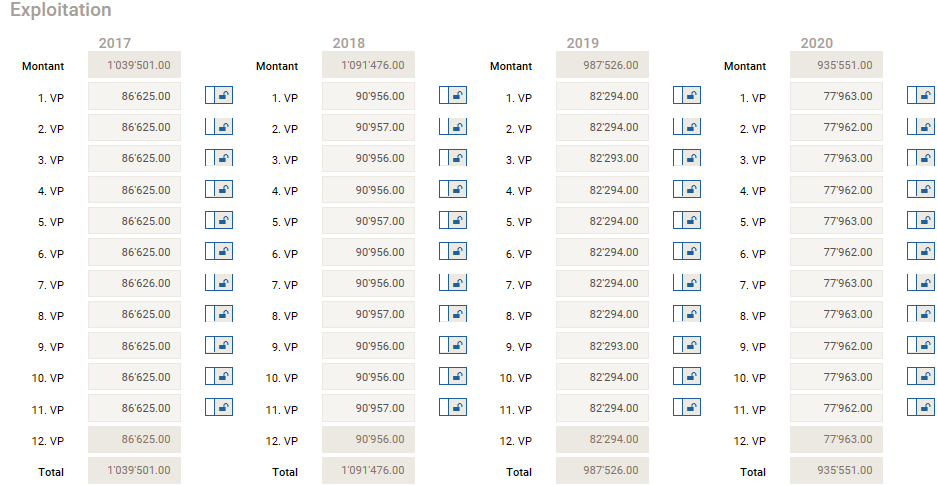 Exploitation
2017 2018 2019 2020
Montant 1'039'501.00 Montant 1'091'476.00 Montant 987'526.00 Montant 935'551.00
1. VP 86'625.00 1. VP 90'956.00 1. VP 82'294.00 1. VP 77'963.00
2. VP 86'625.00 2. VP 90'957.00 2. VP 82'294.00 2. VP 77'962.00
3. VP 86'625.00 3. VP 90'956.00 3. VP 82'293.00 3. VP 77'963.00
4. VP 86'625.00 4. VP 90'956.00 4. VP 82'294.00 4. VP 77'962.00
5. VP 86'625.00 5. VP 90'957.00 5. VP 82'294.00 5. VP 77'963.00
6. VP 86'625.00 6. VP 90'956.00 6. VP 82'294.00 6. VP 77'962.00
7. VP 86'626.00 7. VP 90'956.00 7. VP 82'294.00 7. VP 77'963.00
8. VP 86'625.00 8. VP 90'957.00 8. VP 82'294.00 8. VP 77'963.00
9. VP 86'625.00 9. VP 90'956.00 9. VP 82'293.00 9. VP 77'962.00
10. VP 86'625.00 10. VP 90'956.00 10. VP 82'294.00 10. VP 77'963.00
11. VP 86'625.00 11. VP 90'957.00 11. VP 82'294.00 11. VP 77'962.00
12. VP 86'625.00 12. VP 90'956.00 12. VP 82'294.00 12. VP 77'963.00
Total 1'039'501.00 Total 1'091'476.00 Total 987'526.00 Total 935'551.00